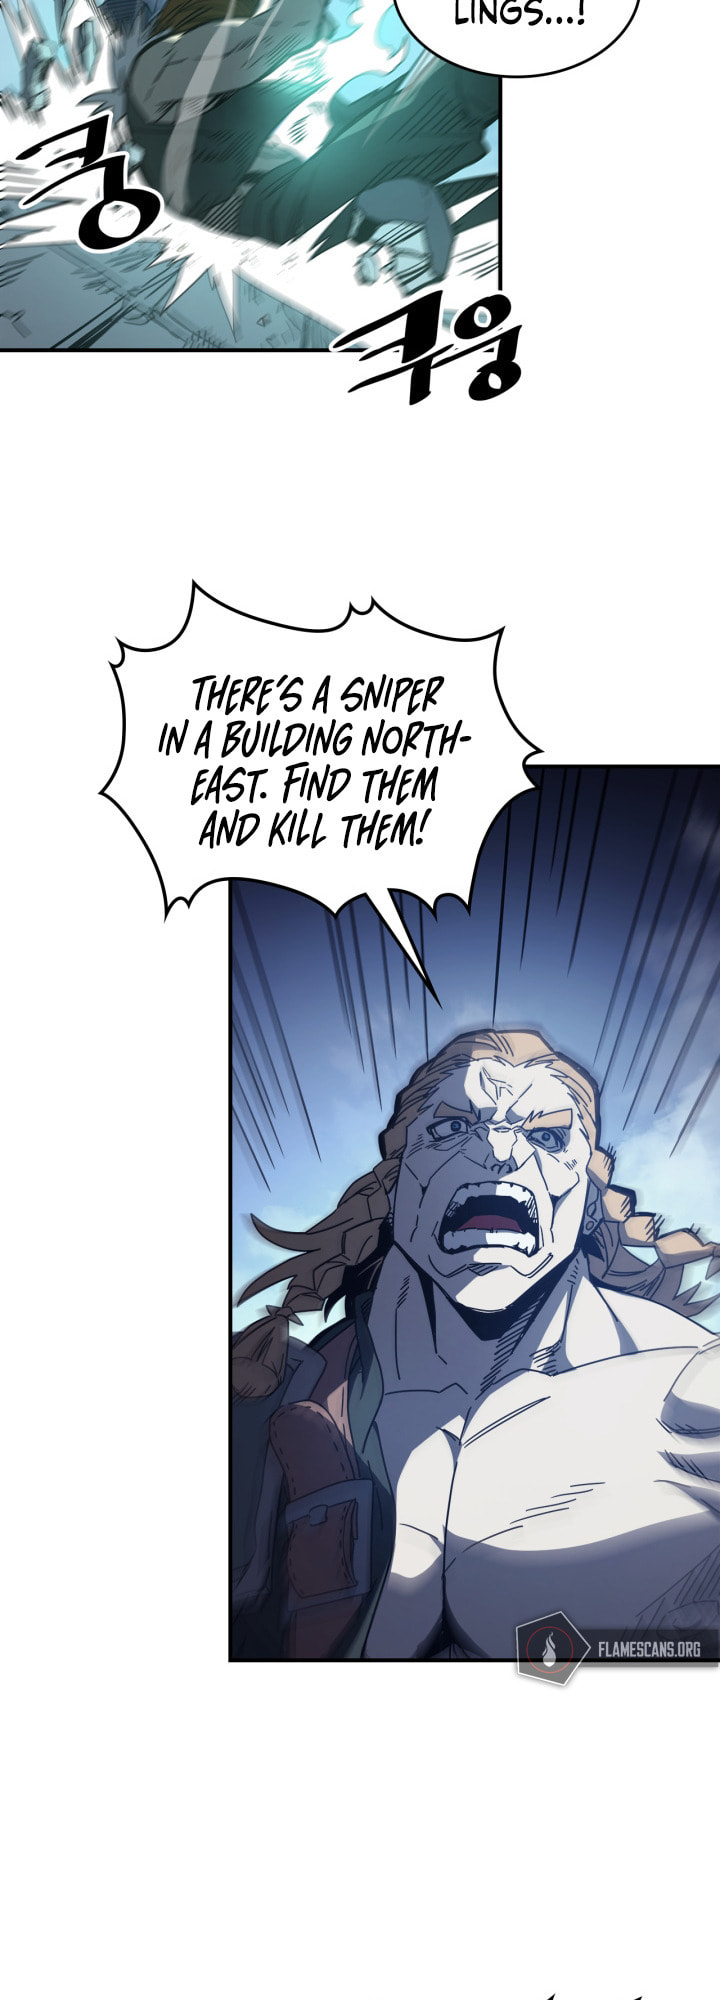 LINGS...!
쿵
쿠웅
THERE'S A SNIPER
IN A BUILDING NORTH-
EAST. FIND THEM
AND KILL THEM!
FLAMESCANS.ORG